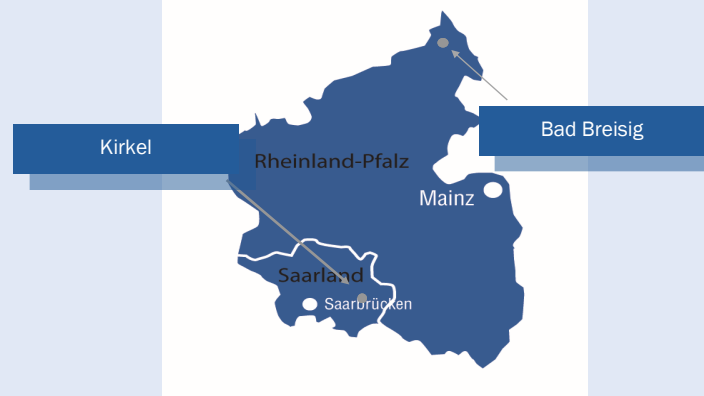 Bad Breisig
Kirkel
Rheinland-Pfalz
Mainz
Saarland
Saarbrücken